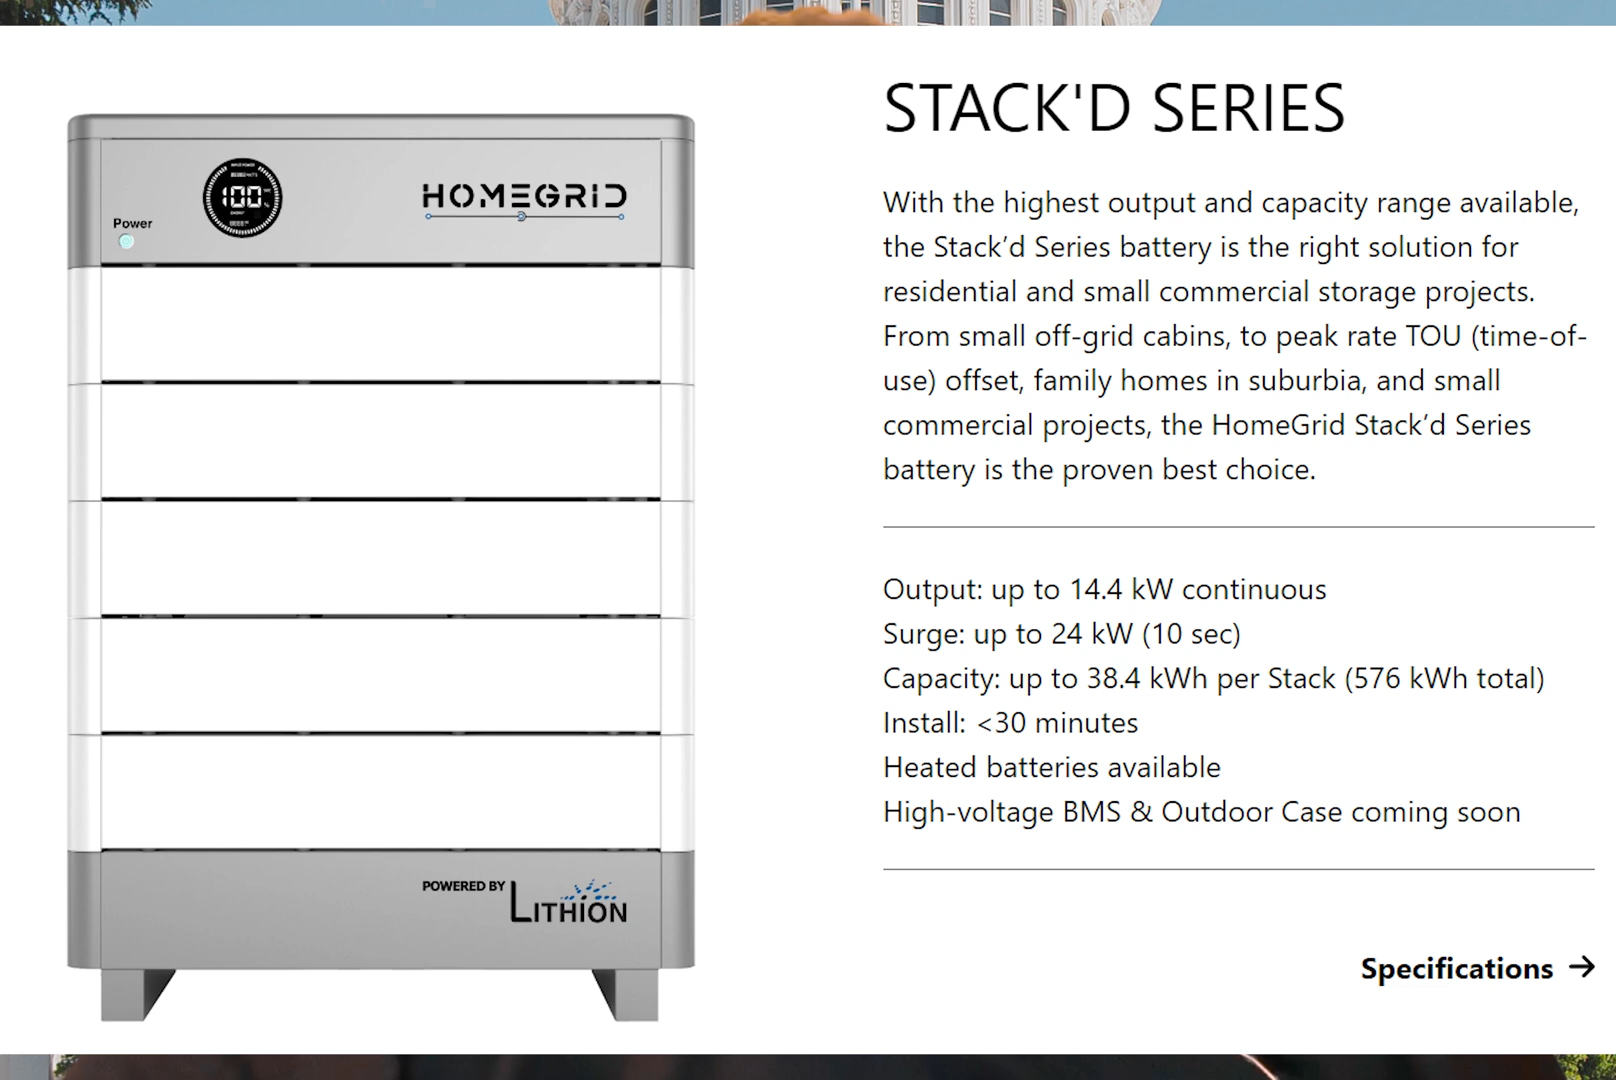 STACK'D SERIES
With the highest output and capacity range available,
the Stack’d Series battery is the right solution for
residential and small commercial storage projects.
From small off-grid cabins, to peak rate TOU (time-of-
use) offset, family homes in suburbia, and small
commercial projects, the HomeGrid Stack’d Series
battery is the proven best choice.
Output: up to 14.4 kW continuous
Surge: up to 24 kW (10 sec)
Capacity: up to 38.4 kWh per Stack (576 kWh total)
Install: <30 minutes
Heated batteries available
High-voltage BMS & Outdoor Case coming soon
Specifications →
HOMEGRID
100
Power
POWERED BY
LITHION